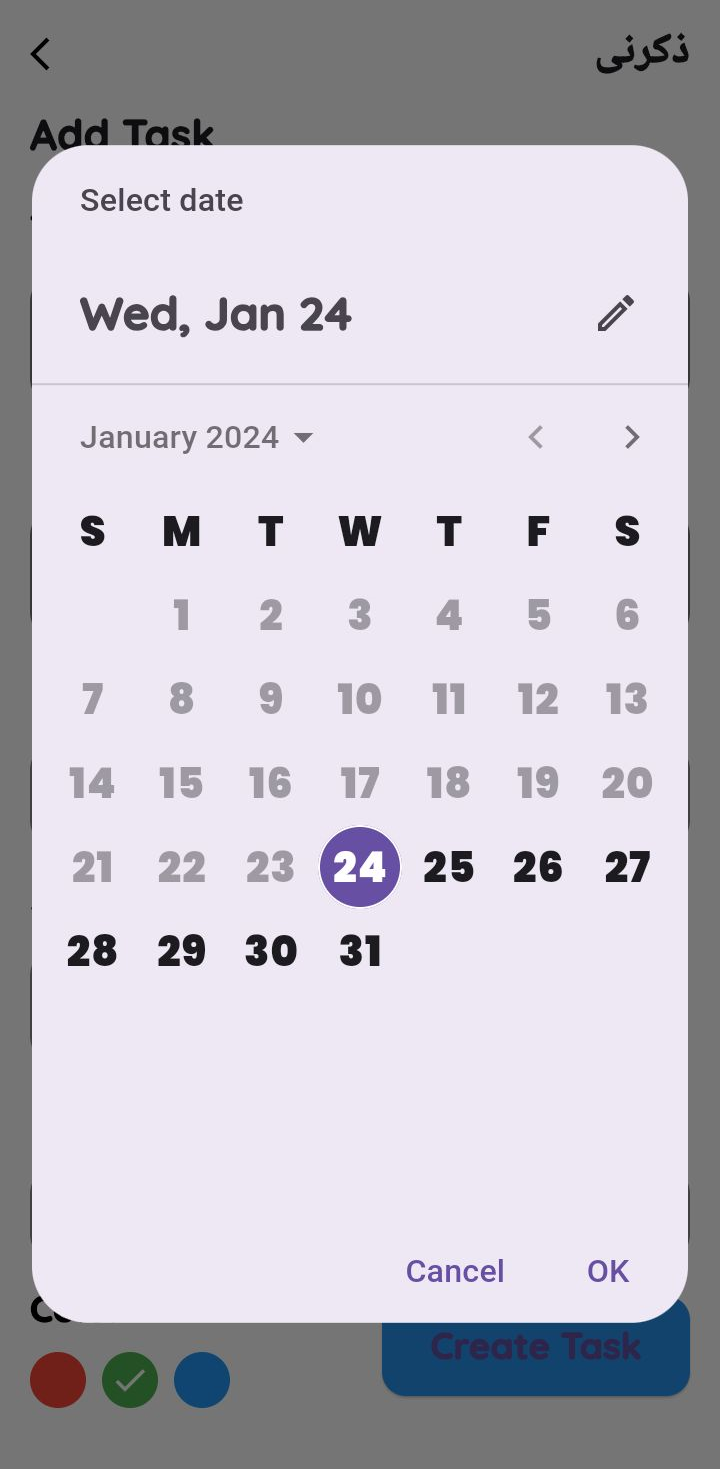 ذكرنى
Add Task
Select date
Wed, Jan 24
January 2024
S M T W T F S
1 2 3 4 5 6
7 8 9 10 11 12 13
14 15 16 17 18 19 20
21 22 23 24 25 26 27
28 29 30 31
Cancel OK
Create Task